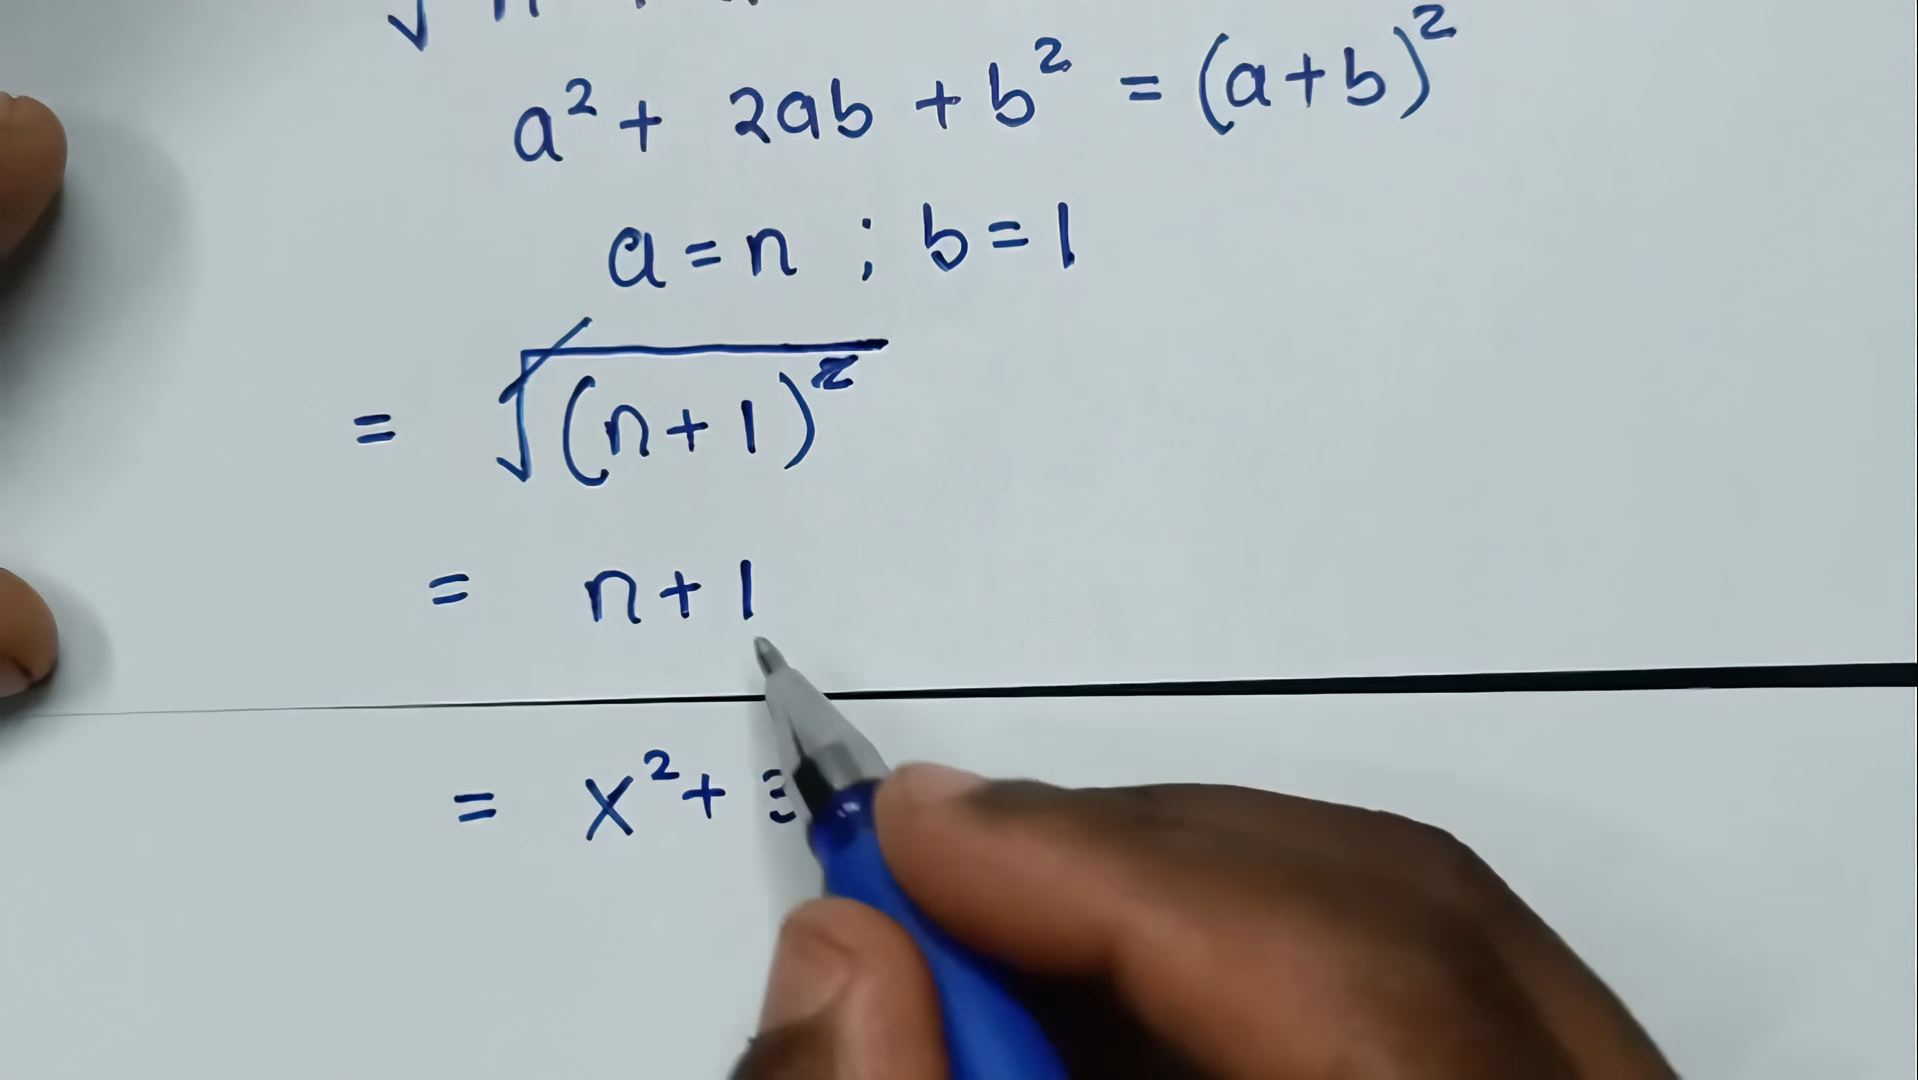 a² + 2ab + b² = (a+b)²
a = n ; b = 1
= √(n+1)²
= n + 1
= x² + 3